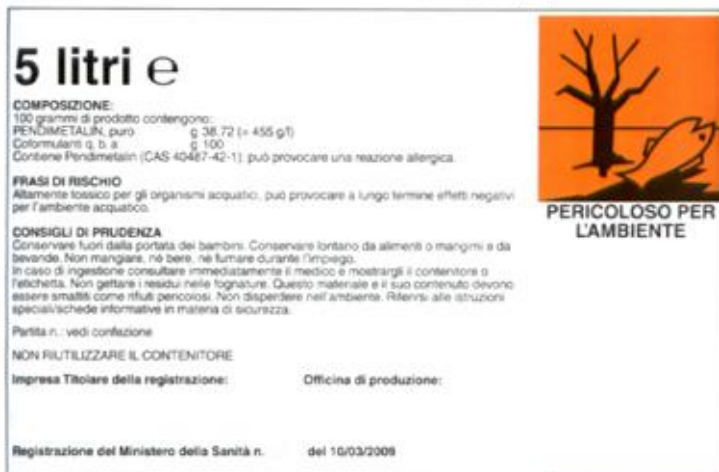 5 litri e
COMPOSIZIONE:
100 grammi di prodotto contengono:
PENDIMETALIN, puro g 38.72 (= 455 g/l)
Coformulanti q. b. a g 100
Contiene Pendimetalin (CAS 40487-42-1): può provocare una reazione allergica.
FRASI DI RISCHIO
Altamente tossico per gli organismi acquatici, può provocare a lungo termine effetti negativi
per l'ambiente acquatico.
CONSIGLI DI PRUDENZA
Conservare fuori dalla portata dei bambini. Conservare lontano da alimenti o mangimi e da
bevande. Non mangiare, né bere, né fumare durante l'impiego.
In caso di ingestione consultare immediatamente il medico e mostrargli il contenitore o
l'etichetta. Non gettare i residui nelle fognature. Questo materiale e il suo contenuto devono
essere smaltiti come rifiuti pericolosi. Non disperdere nell'ambiente. Riferirsi alle istruzioni
speciali/schede informative in materia di sicurezza.
Partita n.: vedi confezione
NON RIUTILIZZARE IL CONTENITORE
Impresa Titolare della registrazione: Officina di produzione:
Registrazione del Ministero della Sanità n. del 10/03/2009
PERICOLOSO PER
L'AMBIENTE